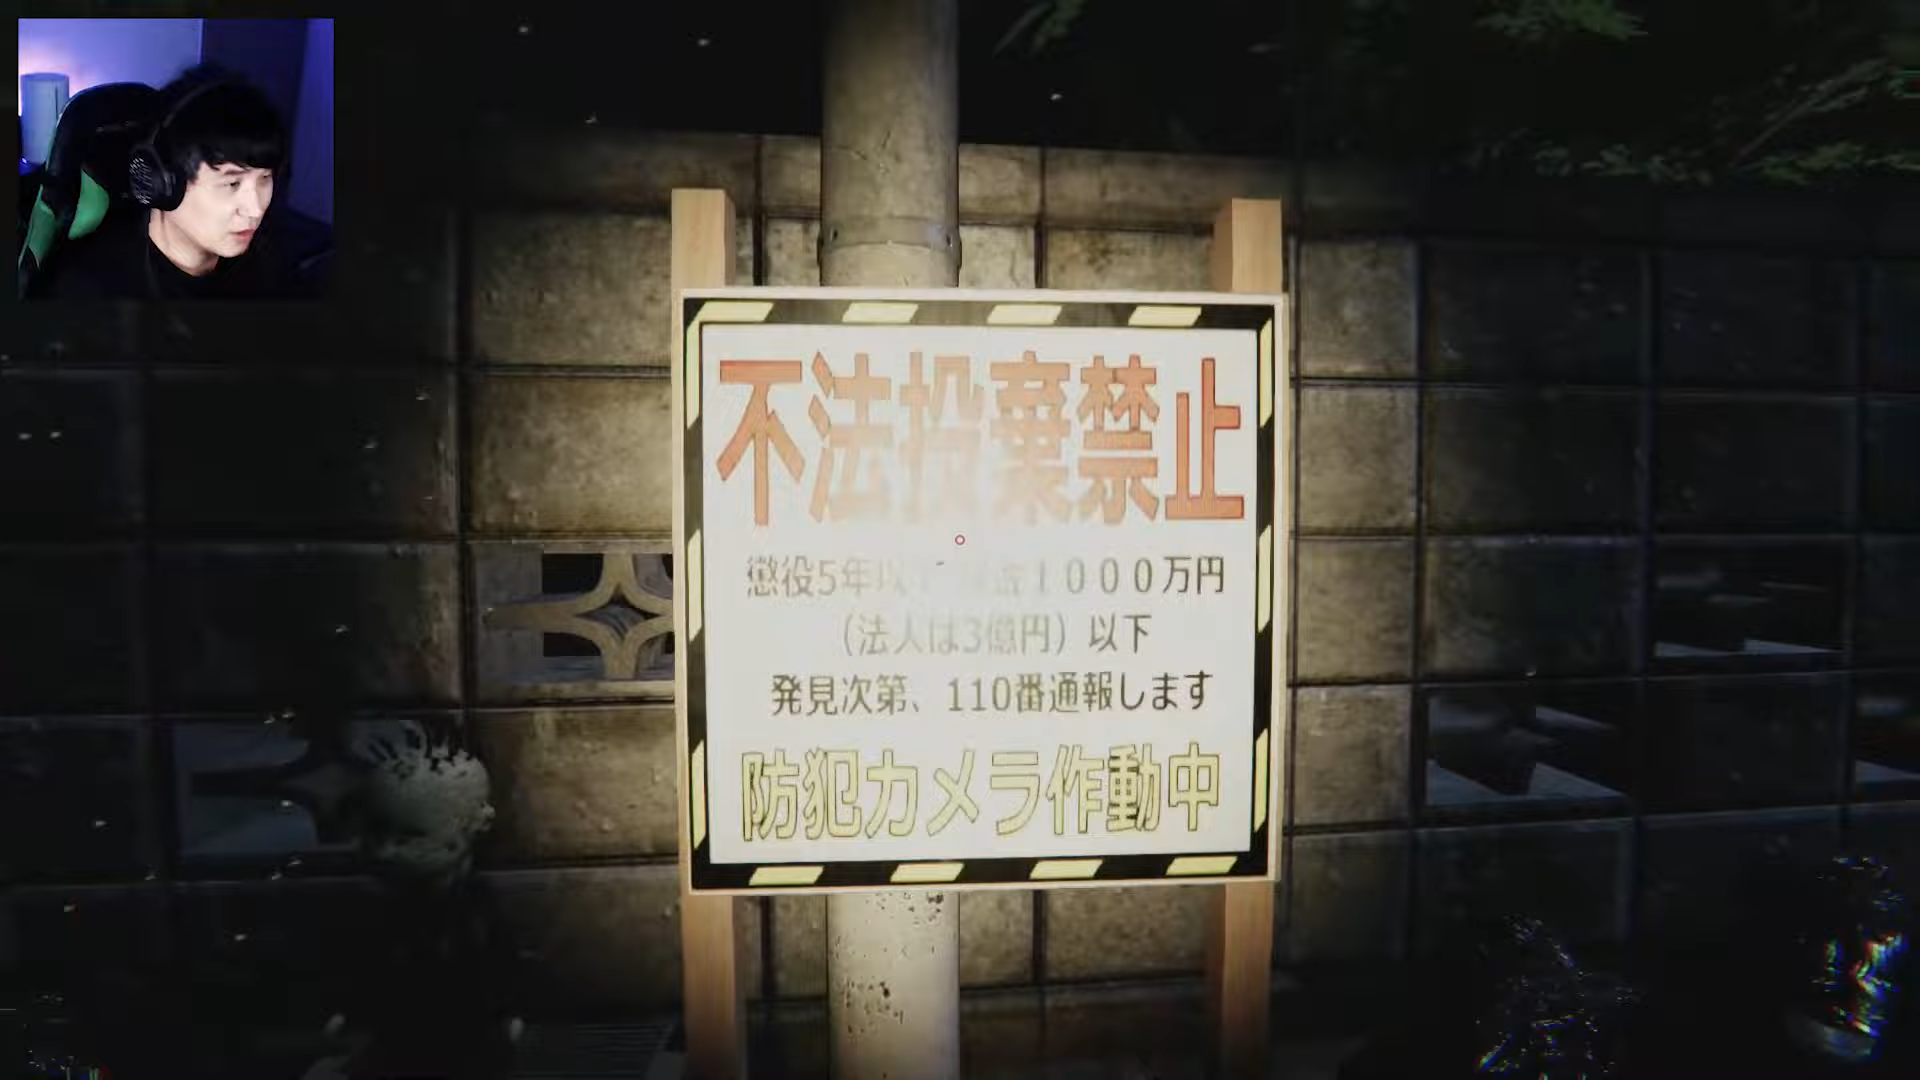 不法投棄禁止
懲役5年以下 1000万円
(法人は3億円) 以下
発見次第、110番通報します
防犯カメラ作動中